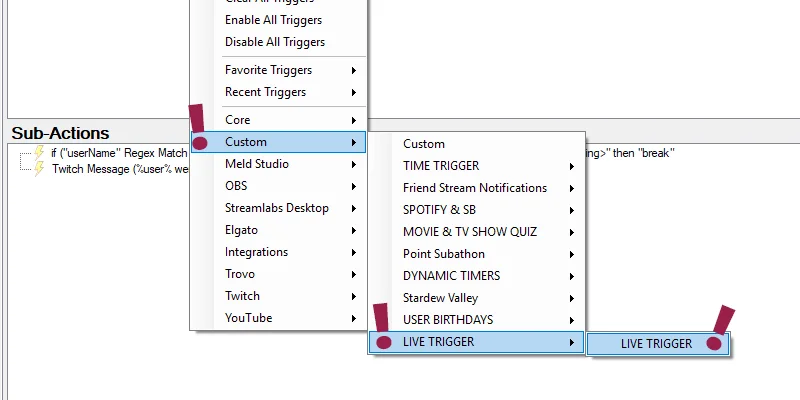 Clear All Triggers
Enable All Triggers
Disable All Triggers
Favorite Triggers
Recent Triggers
Core
Sub-Actions
Custom
Custom
if ("userName" Regex Match
ing>" then "break"
Meld Studio
TIME TRIGGER
Twitch Message (%user% we
OBS
Friend Stream Notifications
Streamlabs Desktop
SPOTIFY & SB
Elgato
MOVIE & TV SHOW QUIZ
Integrations
Point Subathon
Trovo
DYNAMIC TIMERS
Twitch
Stardew Valley
YouTube
USER BIRTHDAYS
LIVE TRIGGER
LIVE TRIGGER